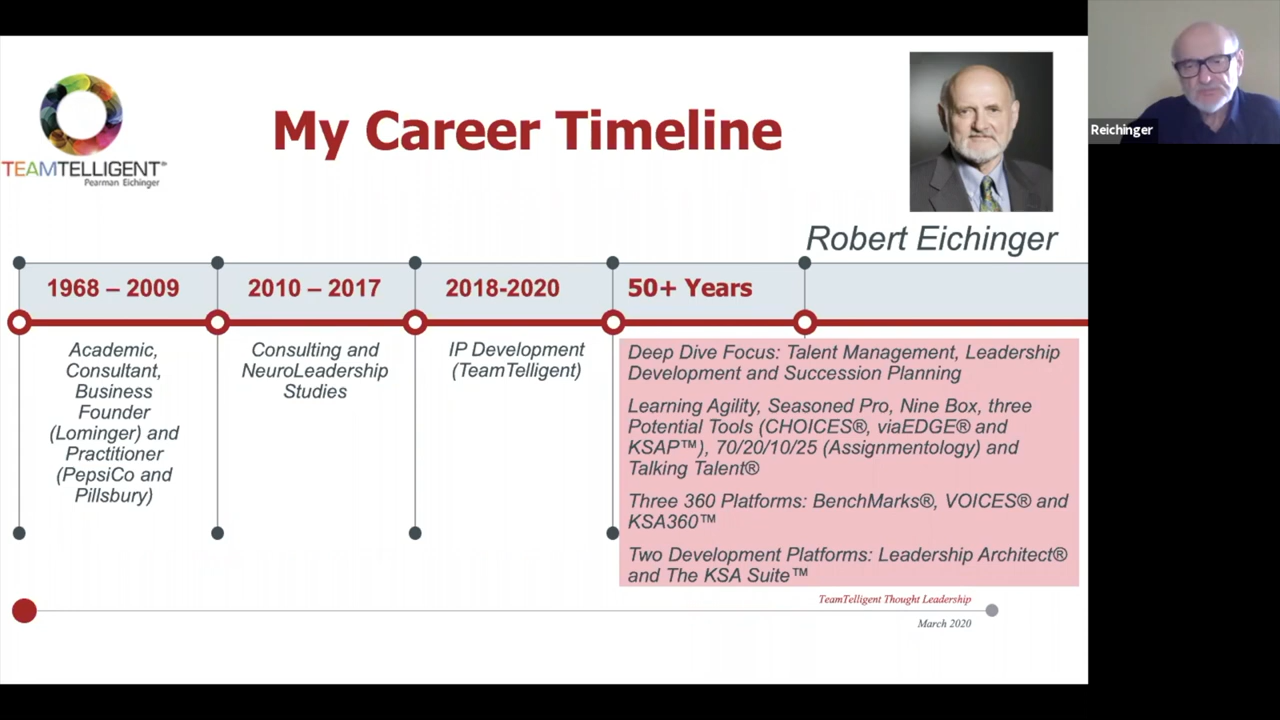 TEAMTELLIGENT®
Pearman Eichinger
My Career Timeline
Reichinger
Robert Eichinger
1968 – 2009
2010 – 2017
2018-2020
50+ Years
Academic,
Consultant,
Business
Founder
(Lominger) and
Practitioner
(PepsiCo and
Pillsbury)
Consulting and
NeuroLeadership
Studies
IP Development
(TeamTelligent)
Deep Dive Focus: Talent Management, Leadership
Development and Succession Planning
Learning Agility, Seasoned Pro, Nine Box, three
Potential Tools (CHOICES®, viaEDGE® and
KSAP™), 70/20/10/25 (Assignmentology) and
Talking Talent®
Three 360 Platforms: BenchMarks®, VOICES® and
KSA360™
Two Development Platforms: Leadership Architect®
and The KSA Suite™
TeamTelligent Thought Leadership
March 2020